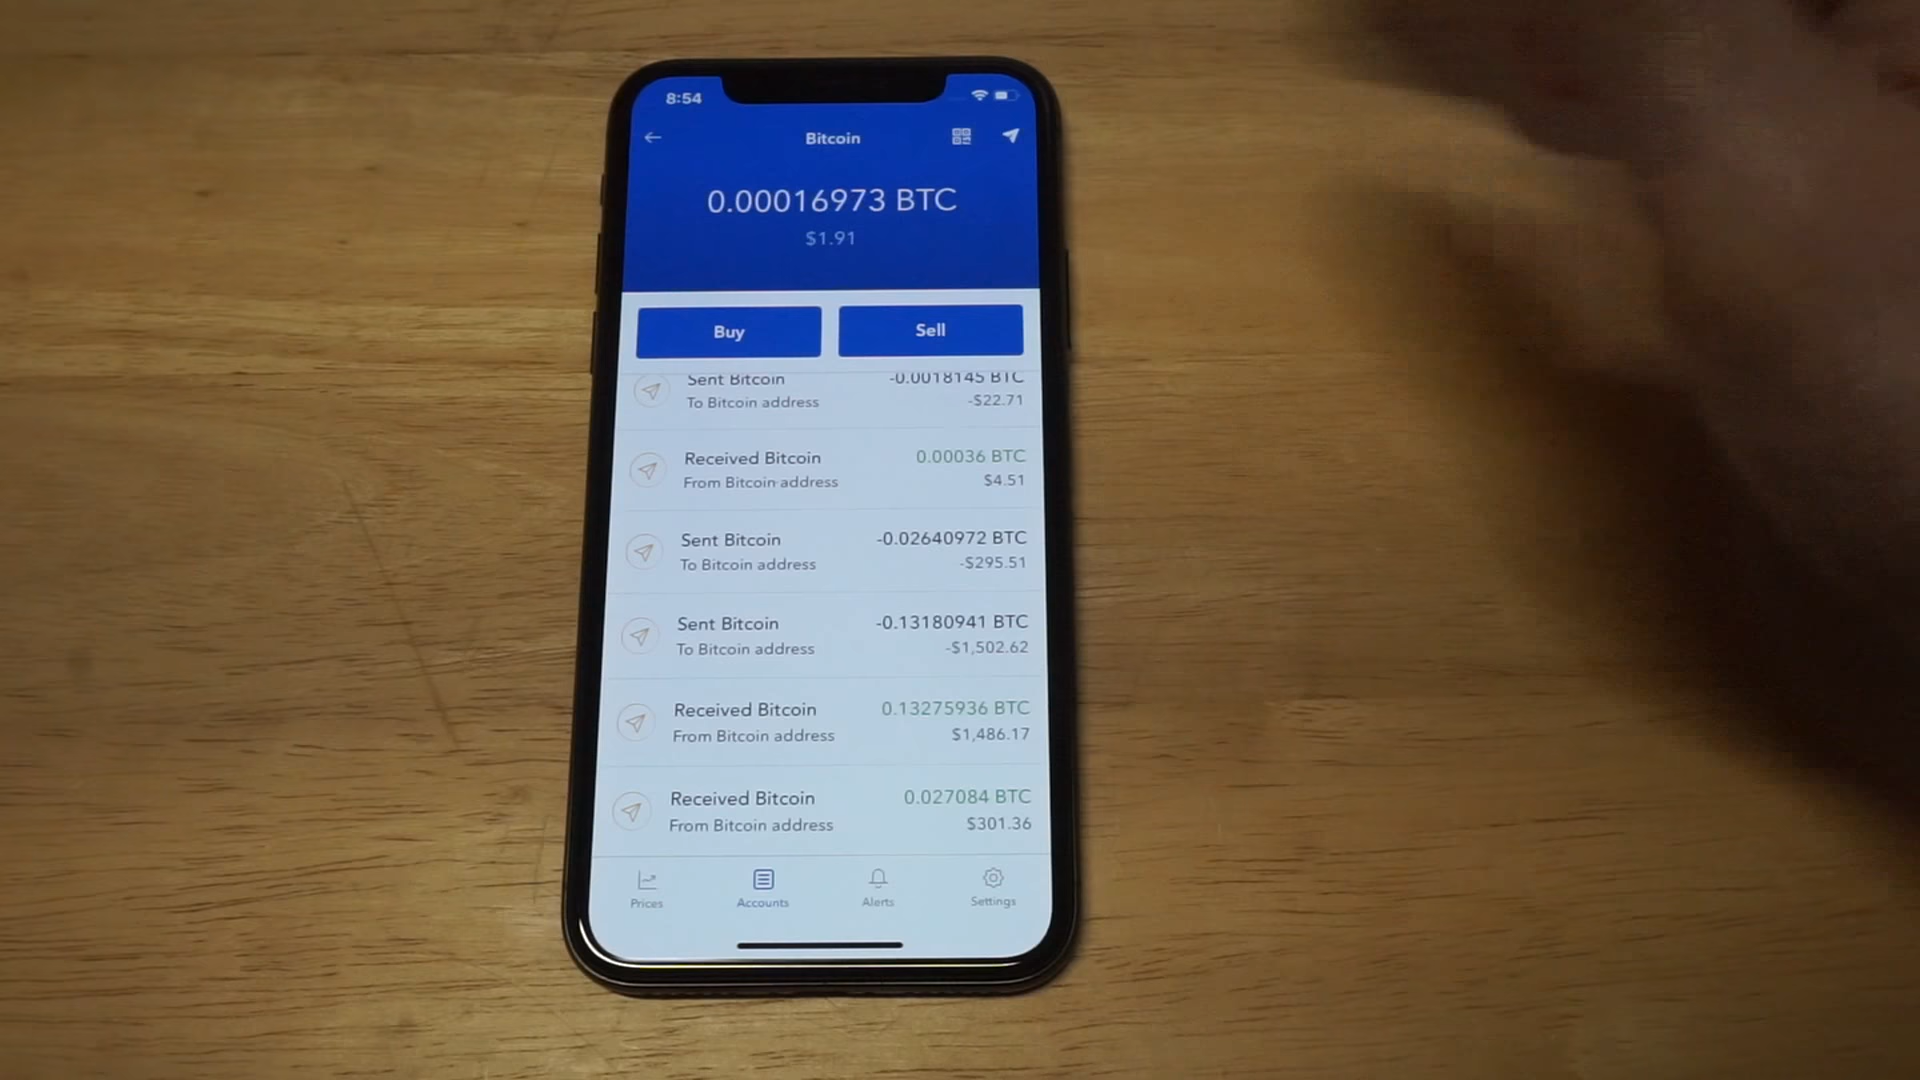 8:54
Bitcoin
0.00016973 BTC
$1.91
Buy
Sell
Sent Bitcoin
-0.0018145 BTC
To Bitcoin address
-$22.71
Received Bitcoin
0.00036 BTC
From Bitcoin address
$4.51
Sent Bitcoin
-0.02640972 BTC
To Bitcoin address
-$295.51
Sent Bitcoin
-0.13180941 BTC
To Bitcoin address
-$1,502.62
Received Bitcoin
0.13275936 BTC
From Bitcoin address
$1,486.17
Received Bitcoin
0.027084 BTC
From Bitcoin address
$301.36
Prices
Accounts
Alerts
Settings